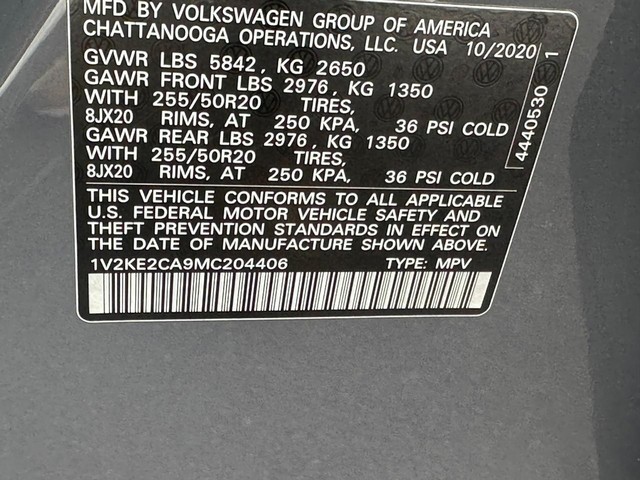 MFD BY VOLKSWAGEN GROUP OF AMERICA
CHATTANOOGA OPERATIONS, LLC. USA 10/2020
GVWR LBS 5842, KG 2650
GAWR FRONT LBS 2976, KG 1350
WITH 255/50R20 TIRES,
8JX20 RIMS, AT 250 KPA, 36 PSI COLD
GAWR REAR LBS 2976, KG 1350
WITH 255/50R20 TIRES,
8JX20 RIMS, AT 250 KPA, 36 PSI COLD
THIS VEHICLE CONFORMS TO ALL APPLICABLE
U.S. FEDERAL MOTOR VEHICLE SAFETY AND
THEFT PREVENTION STANDARDS IN EFFECT ON
THE DATE OF MANUFACTURE SHOWN ABOVE.
1V2KE2CA9MC204406 TYPE: MPV
4440530 1